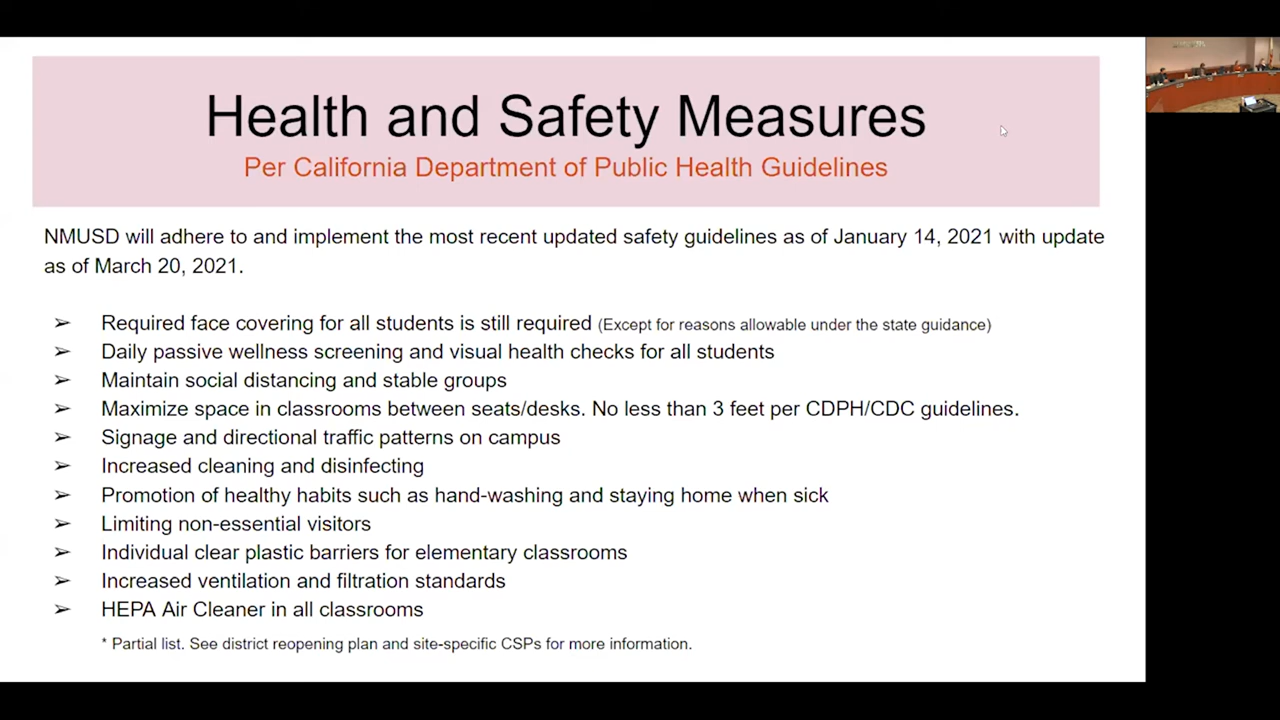 Health and Safety Measures
Per California Department of Public Health Guidelines
NMUSD will adhere to and implement the most recent updated safety guidelines as of January 14, 2021 with update
as of March 20, 2021.
➢ Required face covering for all students is still required (Except for reasons allowable under the state guidance)
➢ Daily passive wellness screening and visual health checks for all students
➢ Maintain social distancing and stable groups
➢ Maximize space in classrooms between seats/desks. No less than 3 feet per CDPH/CDC guidelines.
➢ Signage and directional traffic patterns on campus
➢ Increased cleaning and disinfecting
➢ Promotion of healthy habits such as hand-washing and staying home when sick
➢ Limiting non-essential visitors
➢ Individual clear plastic barriers for elementary classrooms
➢ Increased ventilation and filtration standards
➢ HEPA Air Cleaner in all classrooms
* Partial list. See district reopening plan and site-specific CSPs for more information.